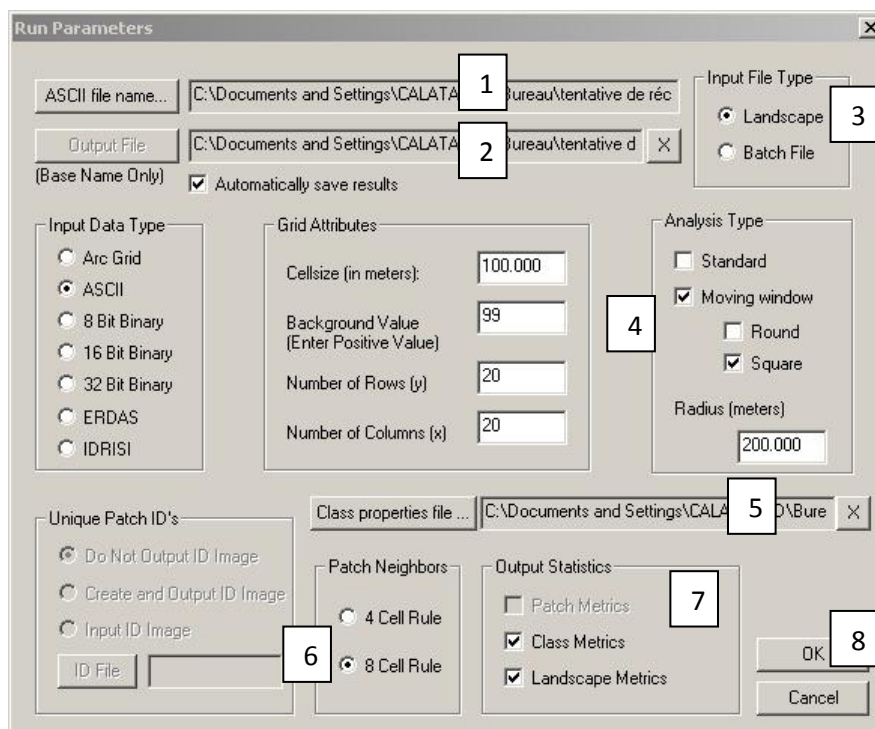 Run Parameters
ASCII file name...
C:\Documents and Settings\CALATA
1
Bureau\tentative de réc
Output File
C:\Documents and Settings\CALATA
2
Bureau\tentative d
X
(Base Name Only)
Automatically save results
Input File Type
Landscape
3
Batch File
Input Data Type
Arc Grid
ASCII
8 Bit Binary
16 Bit Binary
32 Bit Binary
ERDAS
IDRISI
Grid Attributes
Cellsize (in meters):
100.000
Background Value
(Enter Positive Value)
99
Number of Rows (y)
20
Number of Columns (x)
20
Analysis Type
Standard
Moving window
4
Round
Square
Radius (meters)
200.000
Class properties file ...
C:\Documents and Settings\CALA
5
D\Bure
X
Unique Patch ID's
Do Not Output ID Image
Create and Output ID Image
Input ID Image
ID File
6
Patch Neighbors
4 Cell Rule
8 Cell Rule
Output Statistics
Patch Metrics
7
Class Metrics
Landscape Metrics
OK
8
Cancel